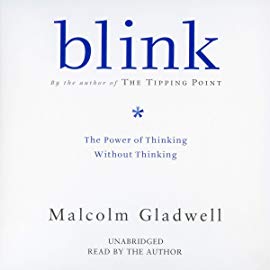 blink
by the author of THE TIPPING POINT
*
The Power of Thinking
Without Thinking
Malcolm Gladwell
UNABRIDGED
READ BY THE AUTHOR